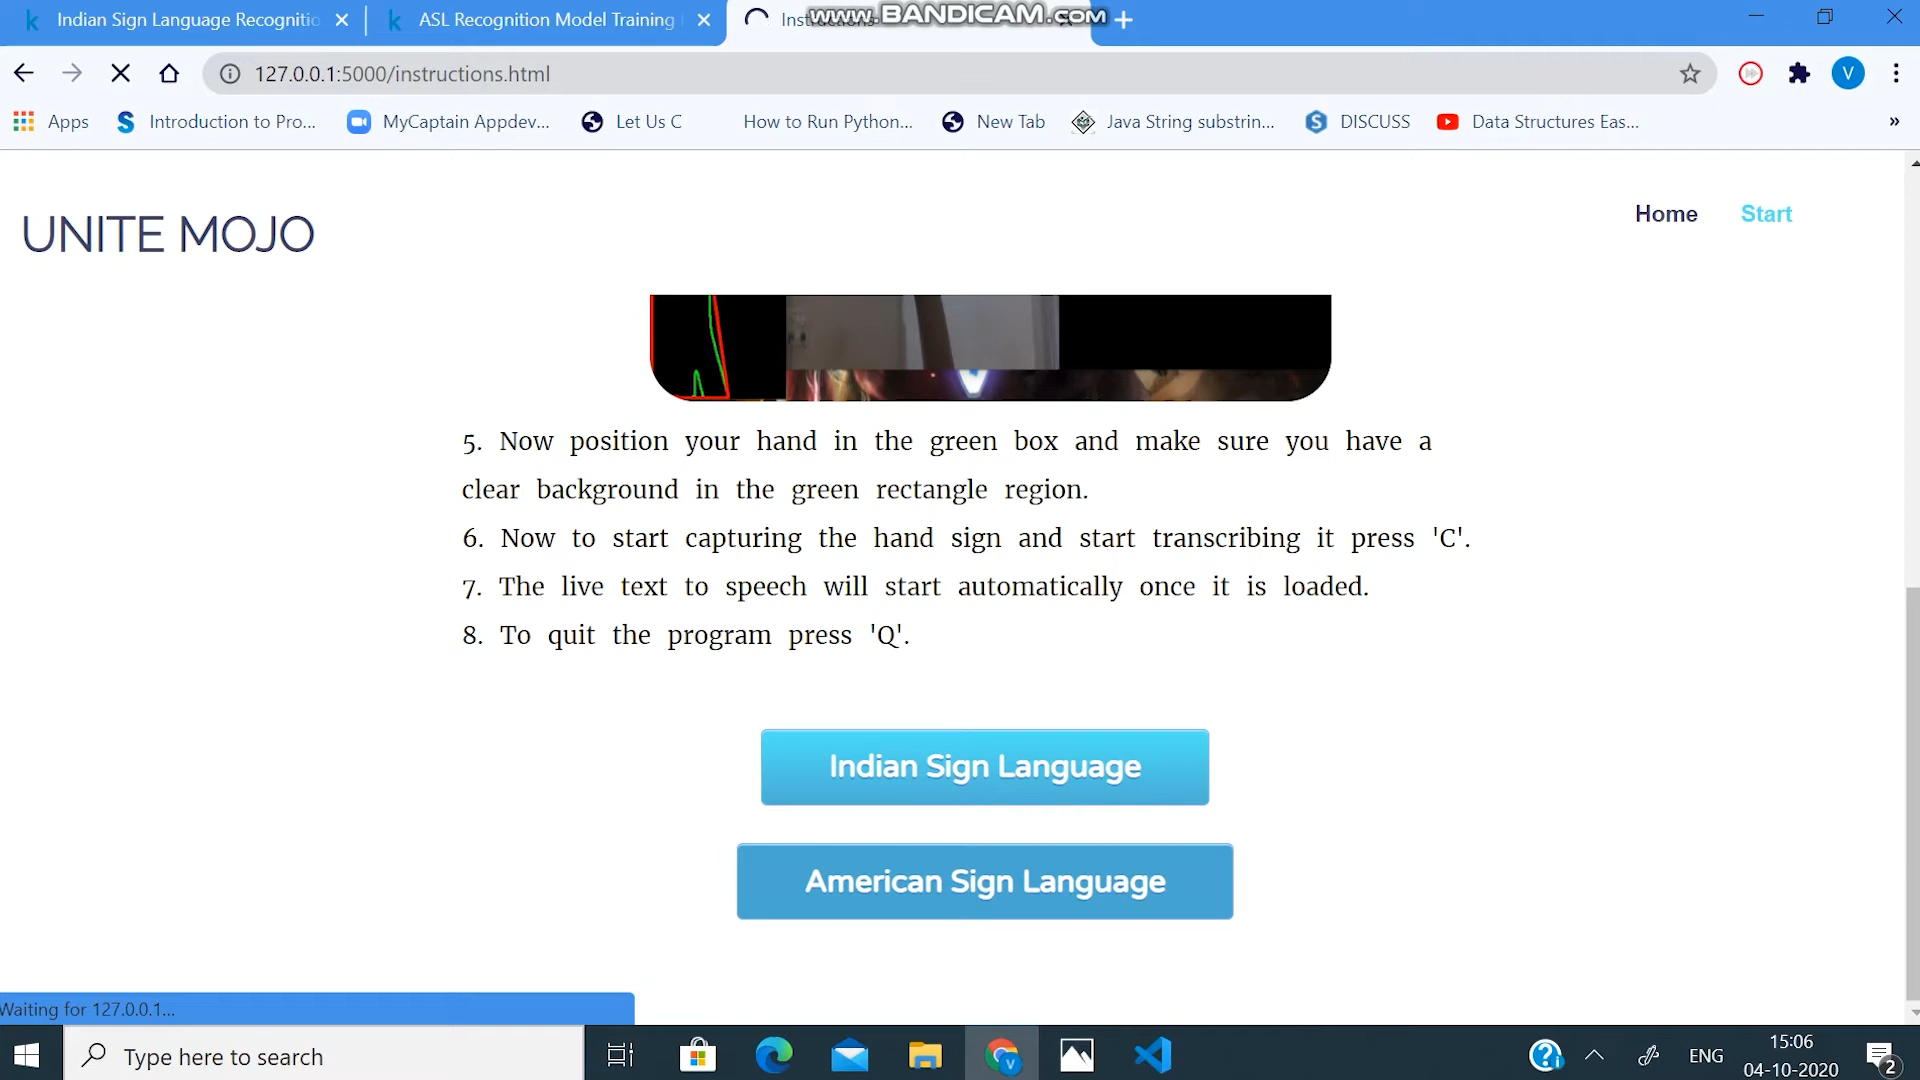 Indian Sign Language Recognitio
ASL Recognition Model Training
Instructions
www.BANDICAM.com
127.0.0.1:5000/instructions.html
V
Apps
Introduction to Pro...
MyCaptain Appdev...
Let Us C
How to Run Python...
New Tab
Java String substrin...
DISCUSS
Data Structures Eas...
»
UNITE MOJO
Home
Start
5. Now position your hand in the green box and make sure you have a
clear background in the green rectangle region.
6. Now to start capturing the hand sign and start transcribing it press 'C'.
7. The live text to speech will start automatically once it is loaded.
8. To quit the program press 'Q'.
Indian Sign Language
American Sign Language
Waiting for 127.0.0.1...
Type here to search
ENG
15:06
04-10-2020
2